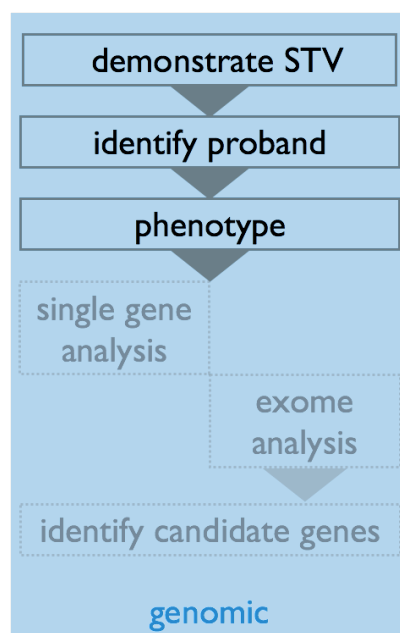 demonstrate STV
identify proband
phenotype
single gene
analysis
exome
analysis
identify candidate genes
genomic